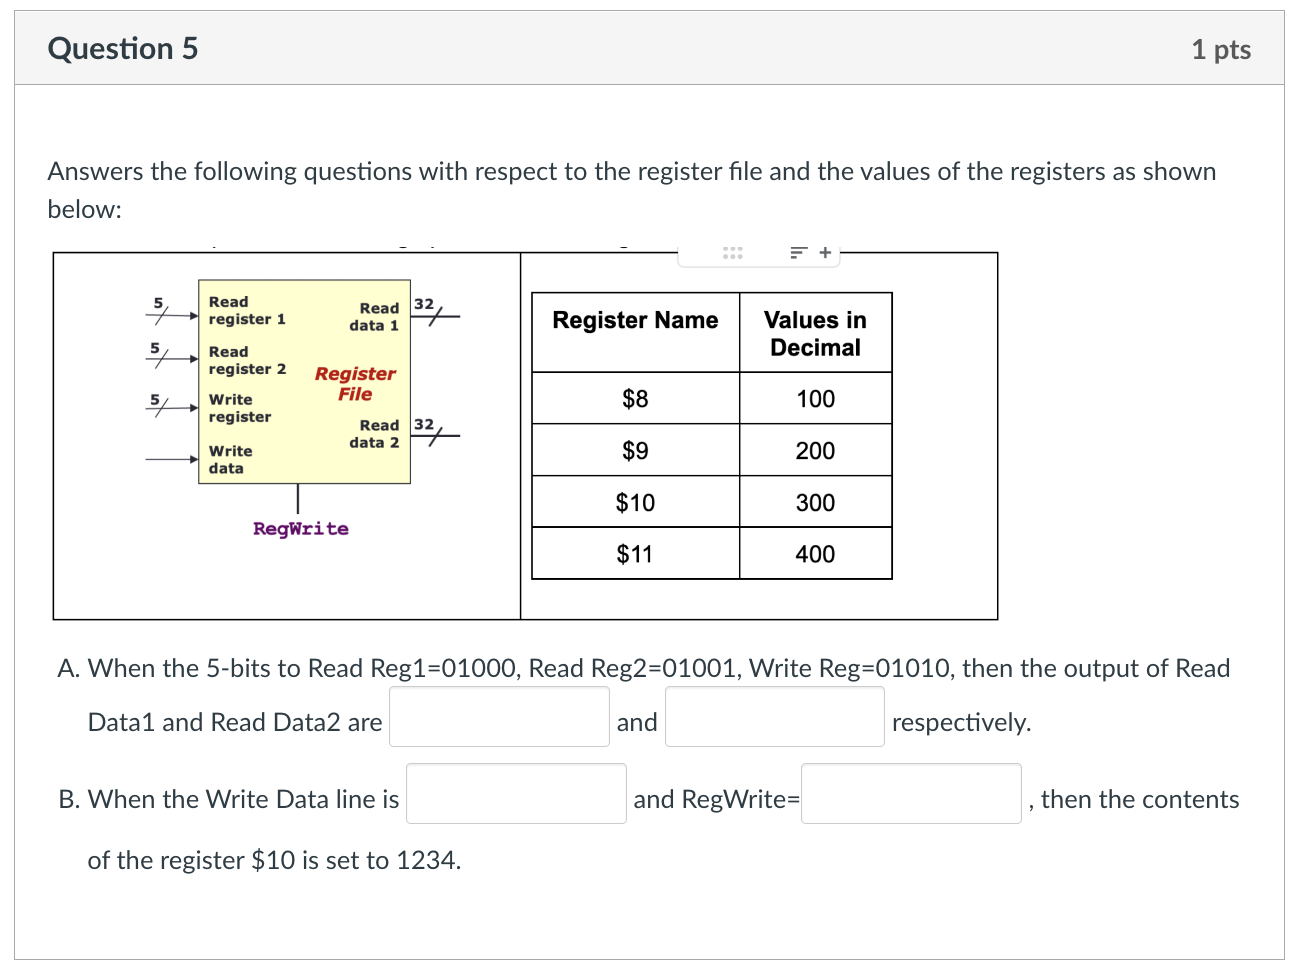 Question 5
1 pts
Answers the following questions with respect to the register file and the values of the registers as shown
below:
5
Read
register 1
Read
data 1
32
5
Read
register 2
Register
File
5
Write
register
Read
data 2
32
Write
data
RegWrite
Register Name
Values in
Decimal
$8
100
$9
200
$10
300
$11
400
A. When the 5-bits to Read Reg1=01000, Read Reg2=01001, Write Reg=01010, then the output of Read
Data1 and Read Data2 are and respectively.
B. When the Write Data line is and RegWrite= , then the contents
of the register $10 is set to 1234.